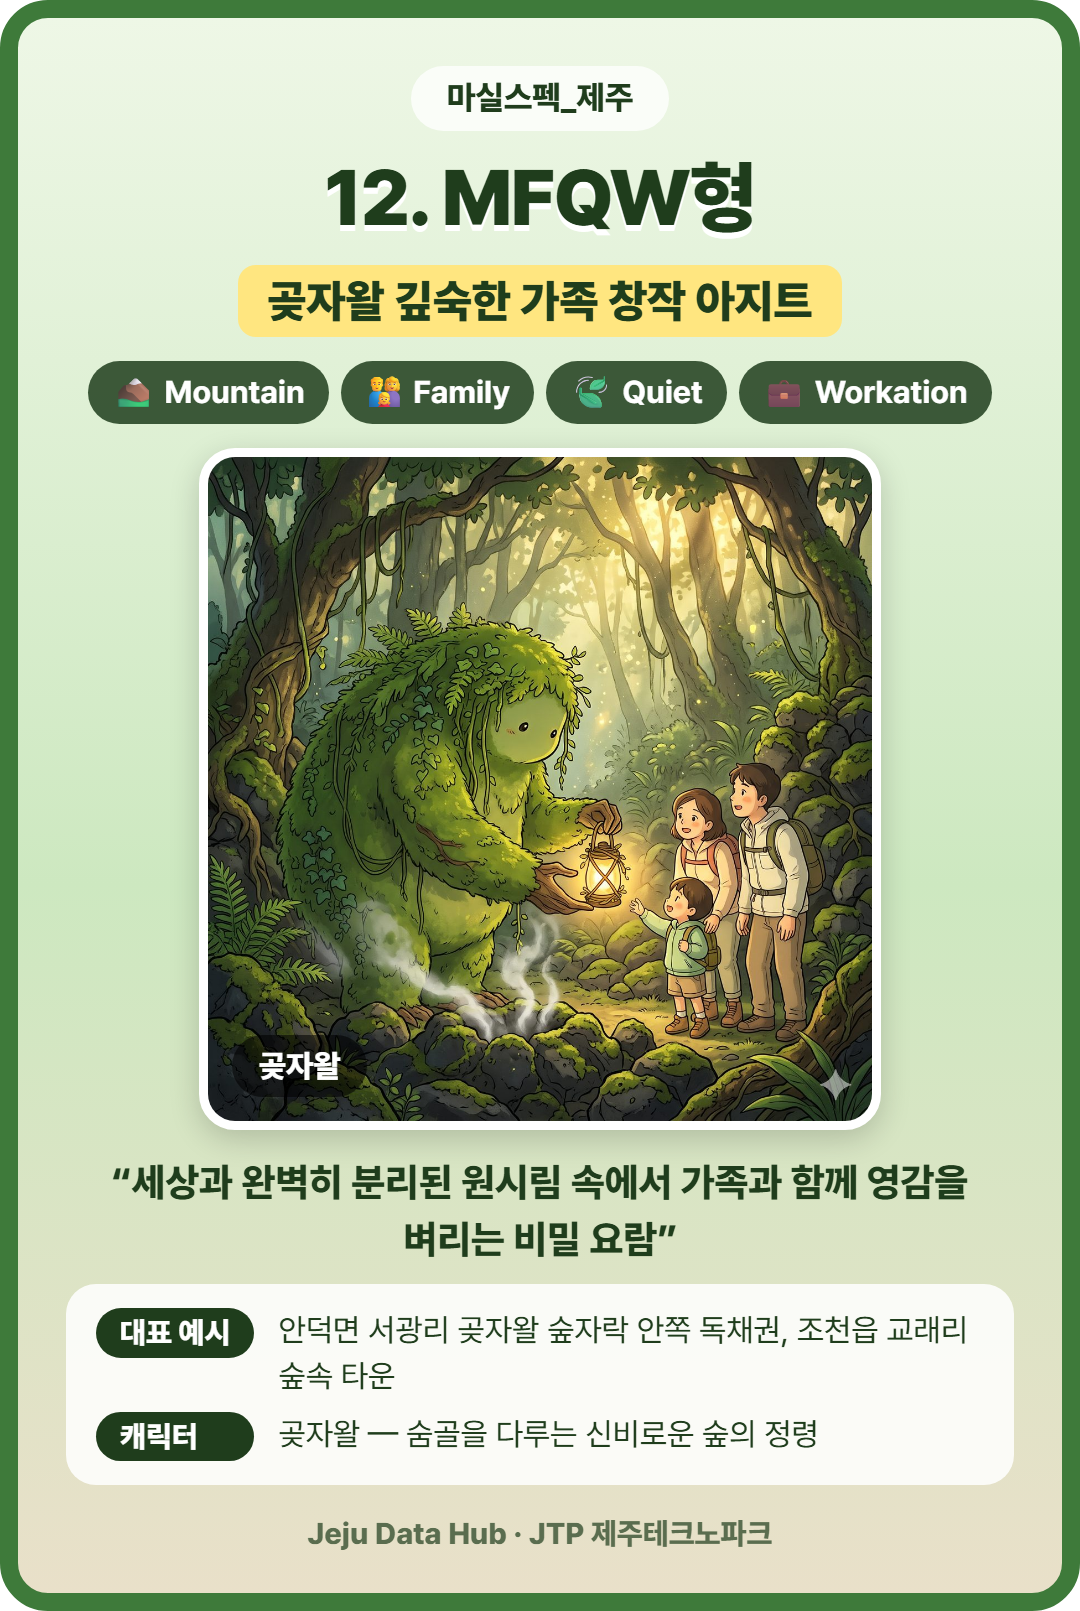 마실스펙_제주
12. MFQW형
곶자왈 깊숙한 가족 창작 아지트
Mountain
Family
Quiet
Workation
곶자왈
“세상과 완벽히 분리된 원시림 속에서 가족과 함께 영감을
벼리는 비밀 요람”
대표 예시
안덕면 서광리 곶자왈 숲자락 안쪽 독채권, 조천읍 교래리
숲속 타운
캐릭터
곶자왈 — 숨골을 다루는 신비로운 숲의 정령
Jeju Data Hub · JTP 제주테크노파크